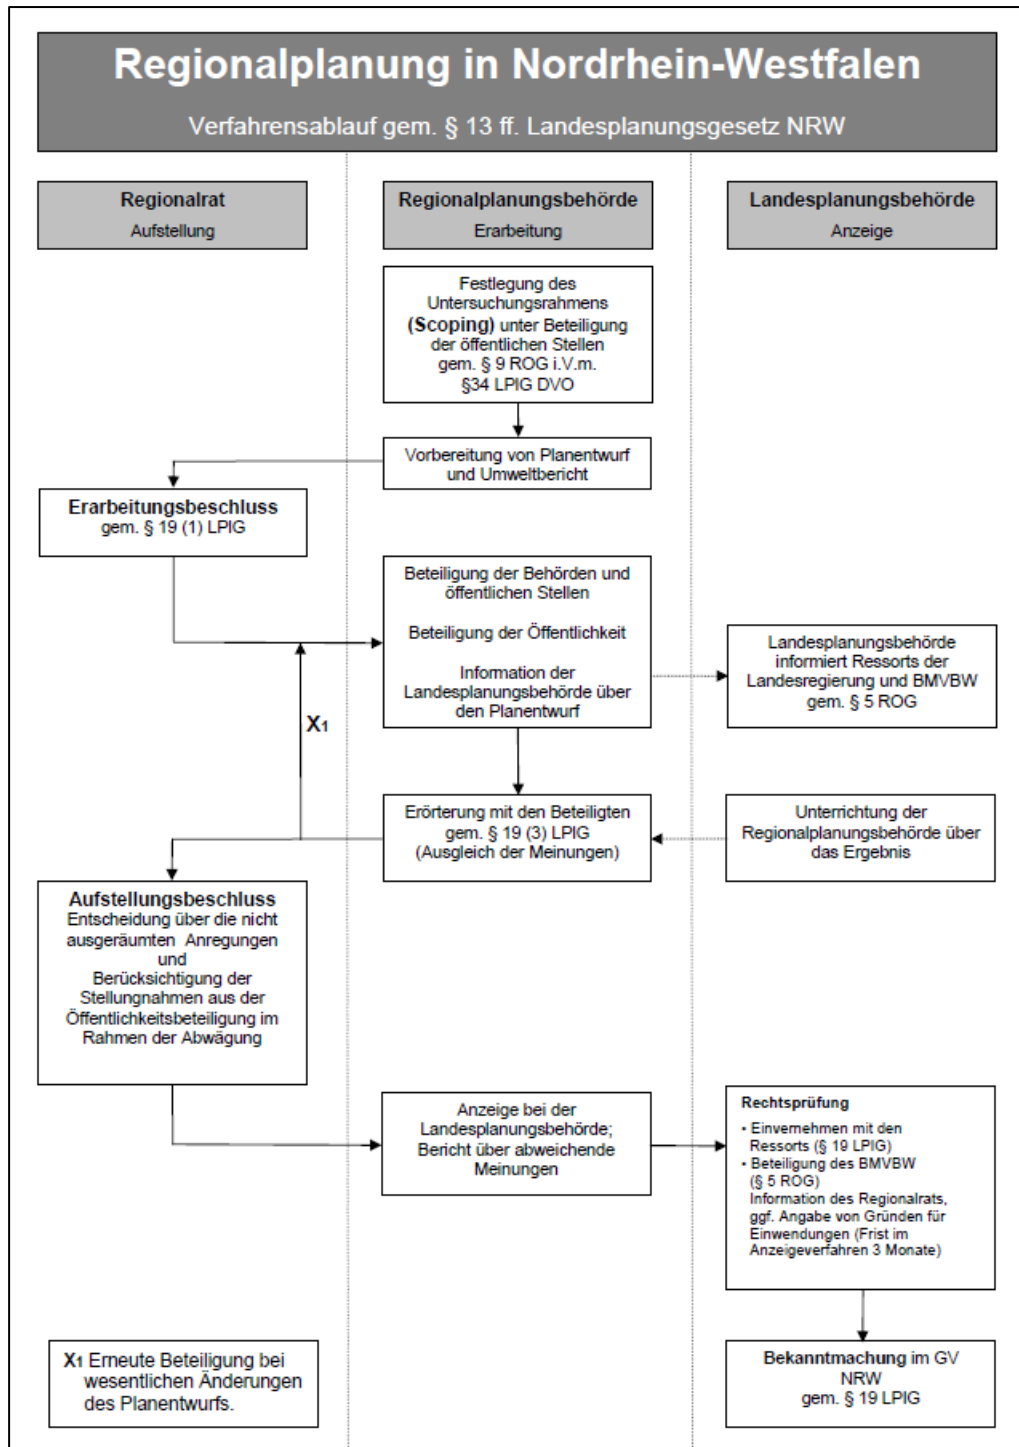 Regionalplanung in Nordrhein-Westfalen
Verfahrensablauf gem. § 13 ff. Landesplanungsgesetz NRW
Regionalrat
Aufstellung
Regionalplanungsbehörde
Erarbeitung
Landesplanungsbehörde
Anzeige
Festlegung des
Untersuchungsrahmens
(Scoping) unter Beteiligung
der öffentlichen Stellen
gem. § 9 ROG i.V.m.
§34 LPlG DVO
Vorbereitung von Planentwurf
und Umweltbericht
Erarbeitungsbeschluss
gem. § 19 (1) LPlG
Beteiligung der Behörden und
öffentlichen Stellen
Beteiligung der Öffentlichkeit
Information der
Landesplanungsbehörde über
den Planentwurf
Landesplanungsbehörde
informiert Ressorts der
Landesregierung und BMVBW
gem. § 5 ROG
X1
Erörterung mit den Beteiligten
gem. § 19 (3) LPlG
(Ausgleich der Meinungen)
Unterrichtung der
Regionalplanungsbehörde über
das Ergebnis
Aufstellungsbeschluss
Entscheidung über die nicht
ausgeräumten Anregungen
und
Berücksichtigung der
Stellungnahmen aus der
Öffentlichkeitsbeteiligung im
Rahmen der Abwägung
Anzeige bei der
Landesplanungsbehörde;
Bericht über abweichende
Meinungen
Rechtsprüfung
• Einvernehmen mit den
Ressorts (§ 19 LPlG)
• Beteiligung des BMVBW
(§ 5 ROG)
Information des Regionalrats,
ggf. Angabe von Gründen für
Einwendungen (Frist im
Anzeigeverfahren 3 Monate)
X1 Erneute Beteiligung bei
wesentlichen Änderungen
des Planentwurfs.
Bekanntmachung im GV
NRW
gem. § 19 LPlG